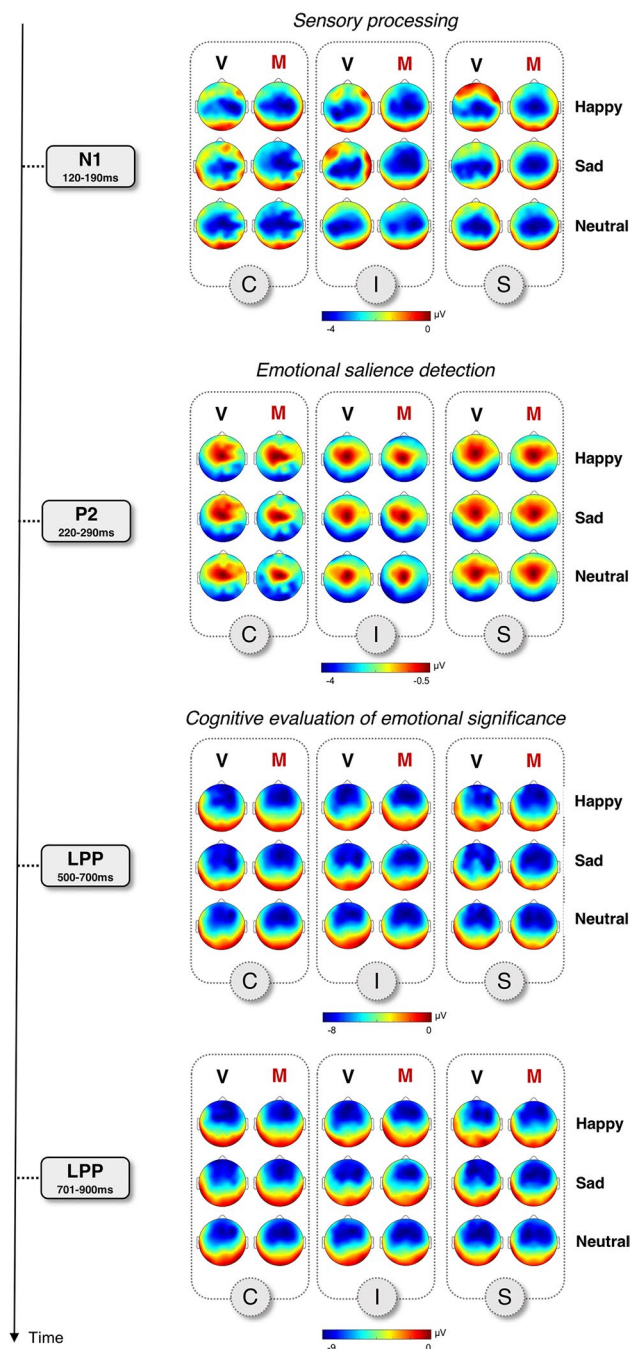 Sensory processing
V M V M V M
Happy
N1
120-190ms
Sad
Neutral
C I S
µV
-4 0
Emotional salience detection
V M V M V M
Happy
P2
220-290ms
Sad
Neutral
C I S
µV
-4 -0.5
Cognitive evaluation of emotional significance
V M V M V M
Happy
LPP
500-700ms
Sad
Neutral
C I S
µV
-8 0
V M V M V M
Happy
LPP
701-900ms
Sad
Neutral
C I S
Time
µV
-9 0